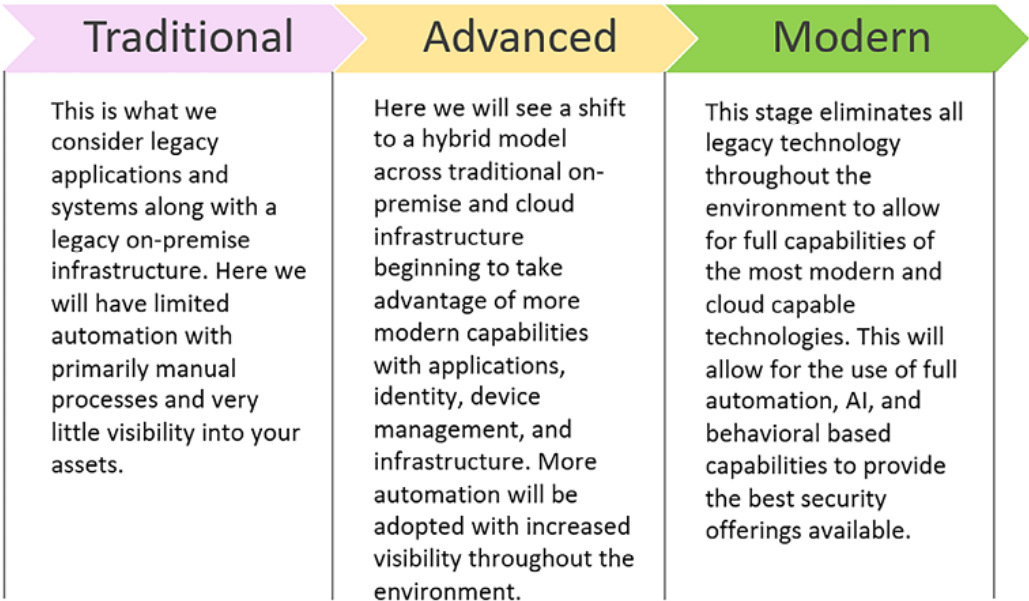 Traditional
Advanced
Modern
This is what we
consider legacy
applications and
systems along with a
legacy on-premise
infrastructure. Here we
will have limited
automation with
primarily manual
processes and very
little visibility into your
assets.
Here we will see a shift
to a hybrid model
across traditional on-
premise and cloud
infrastructure
beginning to take
advantage of more
modern capabilities
with applications,
identity, device
management, and
infrastructure. More
automation will be
adopted with increased
visibility throughout the
environment.
This stage eliminates all
legacy technology
throughout the
environment to allow
for full capabilities of
the most modern and
cloud capable
technologies. This will
allow for the use of full
automation, AI, and
behavioral based
capabilities to provide
the best security
offerings available.